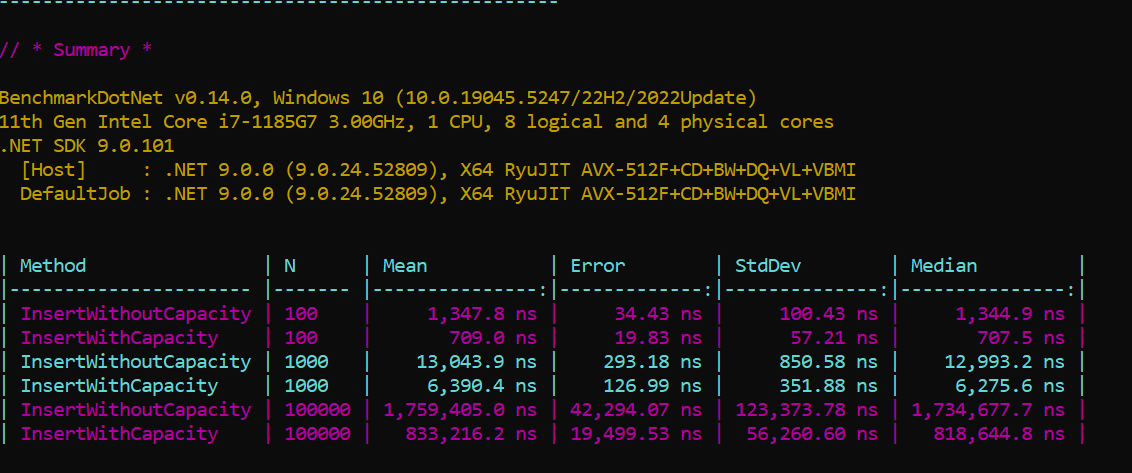 // * Summary *
BenchmarkDotNet v0.14.0, Windows 10 (10.0.19045.5247/22H2/2022Update)
11th Gen Intel Core i7-1185G7 3.00GHz, 1 CPU, 8 logical and 4 physical cores
.NET SDK 9.0.101
  [Host]     : .NET 9.0.0 (9.0.24.52809), X64 RyuJIT AVX-512F+CD+BW+DQ+VL+VBMI
  DefaultJob : .NET 9.0.0 (9.0.24.52809), X64 RyuJIT AVX-512F+CD+BW+DQ+VL+VBMI
| Method                | N      | Mean           | Error        | StdDev        | Median         |
|---------------------- |------- |---------------:|-------------:|--------------:|---------------:|
| InsertWithoutCapacity | 100    |     1,347.8 ns |     34.43 ns |     100.43 ns |     1,344.9 ns |
| InsertWithCapacity    | 100    |       709.0 ns |     19.83 ns |      57.21 ns |       707.5 ns |
| InsertWithoutCapacity | 1000   |    13,043.9 ns |    293.18 ns |     850.58 ns |    12,993.2 ns |
| InsertWithCapacity    | 1000   |     6,390.4 ns |    126.99 ns |     351.88 ns |     6,275.6 ns |
| InsertWithoutCapacity | 100000 | 1,759,405.0 ns | 42,294.07 ns | 123,373.78 ns | 1,734,677.7 ns |
| InsertWithCapacity    | 100000 |   833,216.2 ns | 19,499.53 ns |  56,260.60 ns |   818,644.8 ns |